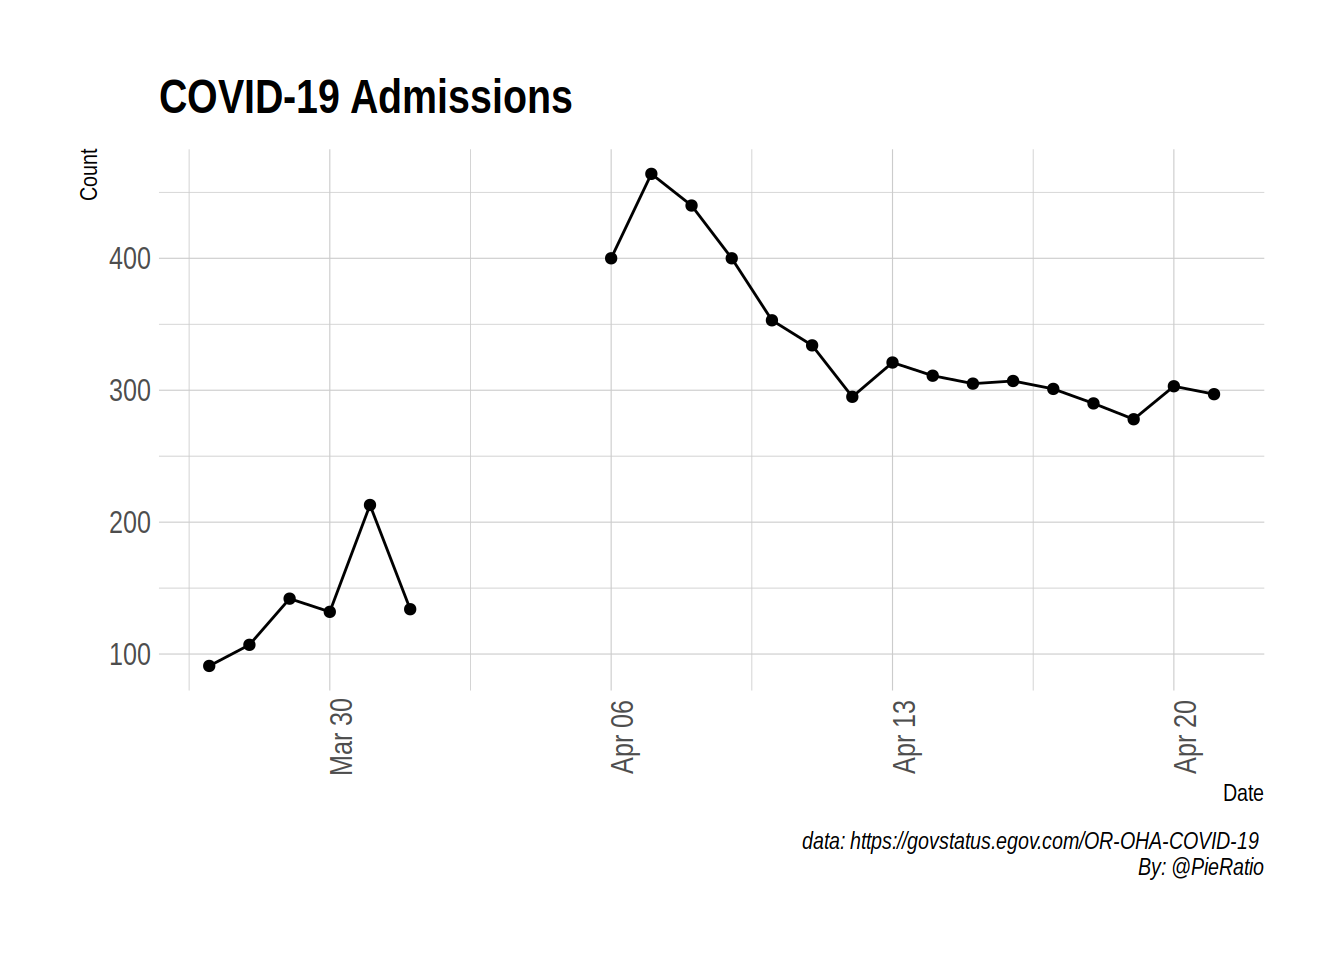 COVID-19 Admissions
Count
400
300
200
100
Mar 30
Apr 06
Apr 13
Apr 20
Date
data: https://govstatus.egov.com/OR-OHA-COVID-19
By: @PieRatio